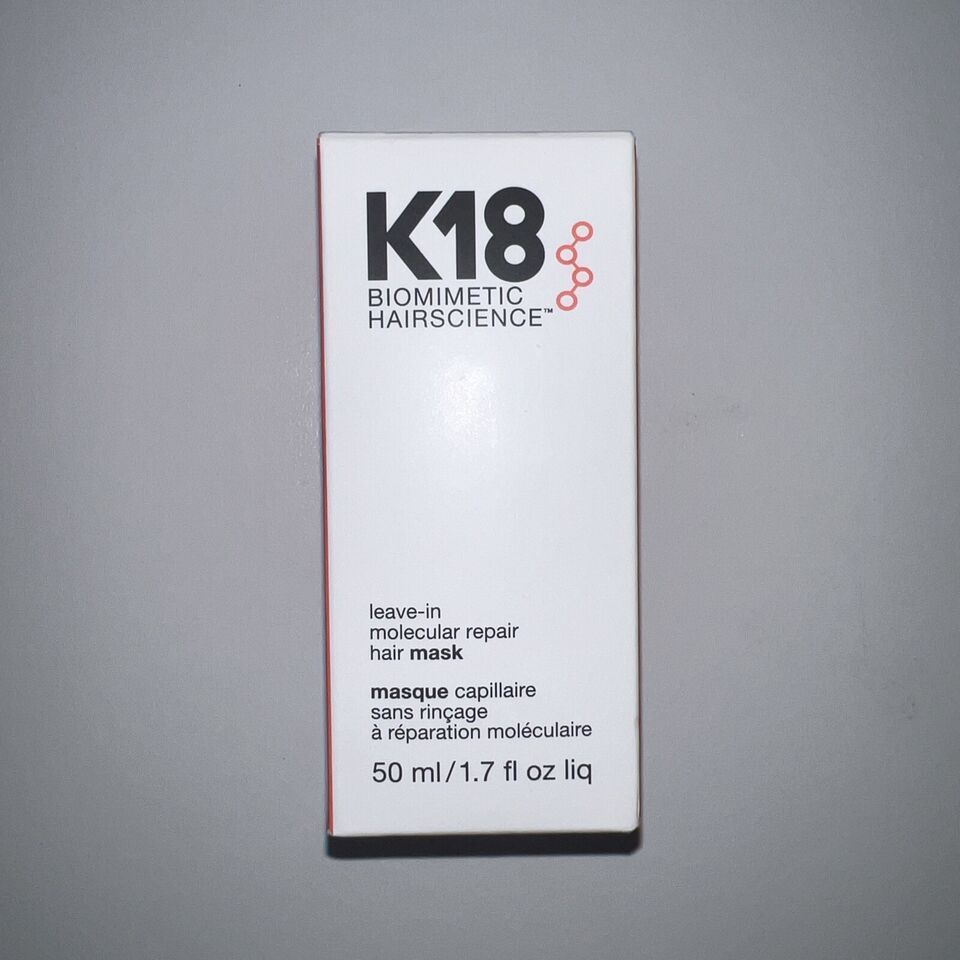 K18
BIOMIMETIC
HAIRSCIENCE™
leave-in
molecular repair
hair mask
masque capillaire
sans rinçage
à réparation moléculaire
50 ml/1.7 fl oz liq